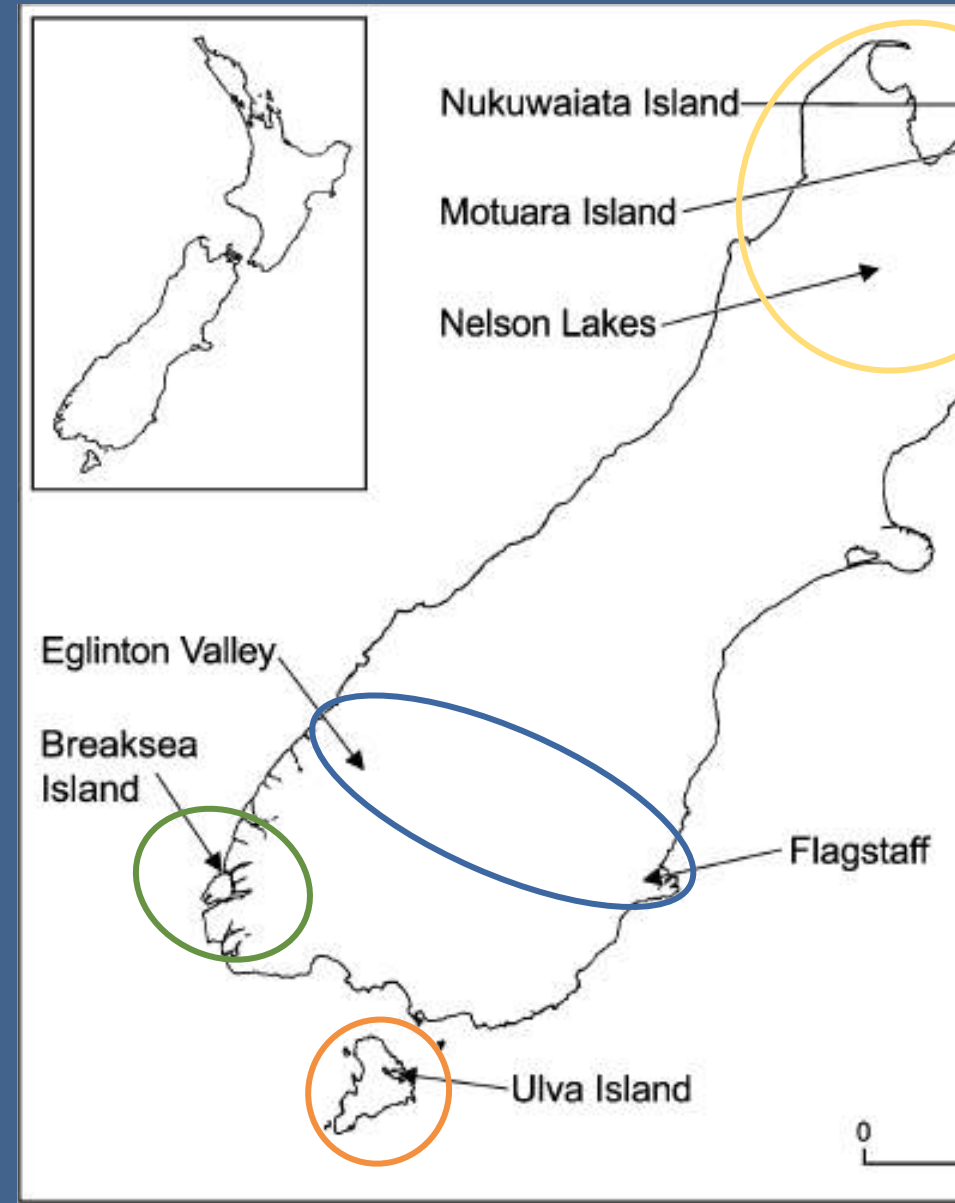 Nukuwaiata Island
Motuara Island
Nelson Lakes
Eglinton Valley
Breaksea
Island
Flagstaff
Ulva Island
0